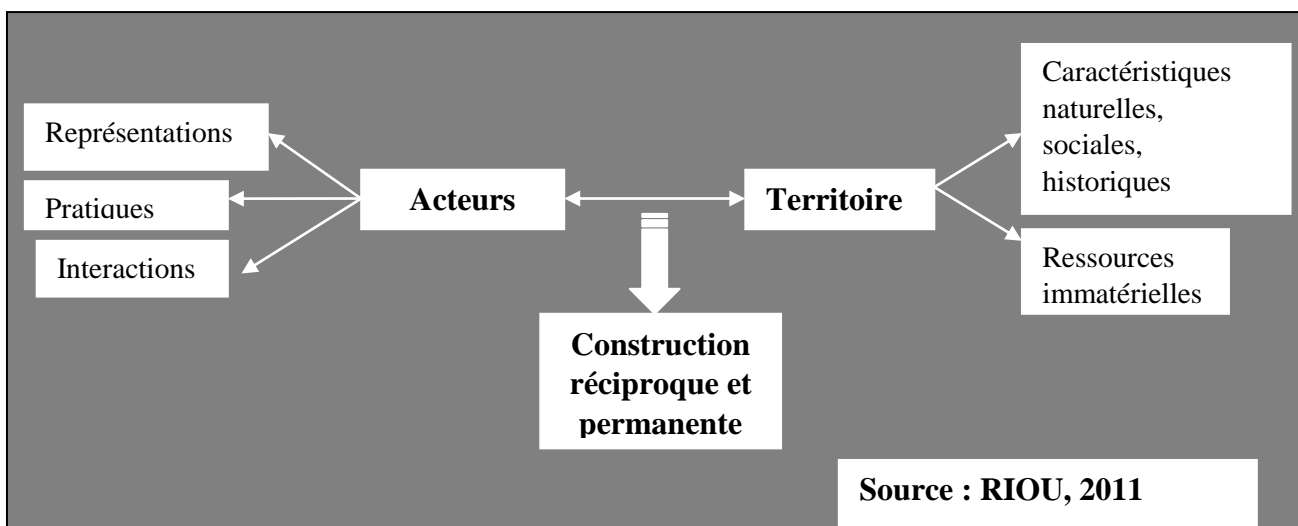 Représentations
Pratiques
Interactions
Acteurs
Territoire
Caractéristiques
naturelles,
sociales,
historiques
Ressources
immatérielles
Construction
réciproque et
permanente
Source : RIOU, 2011